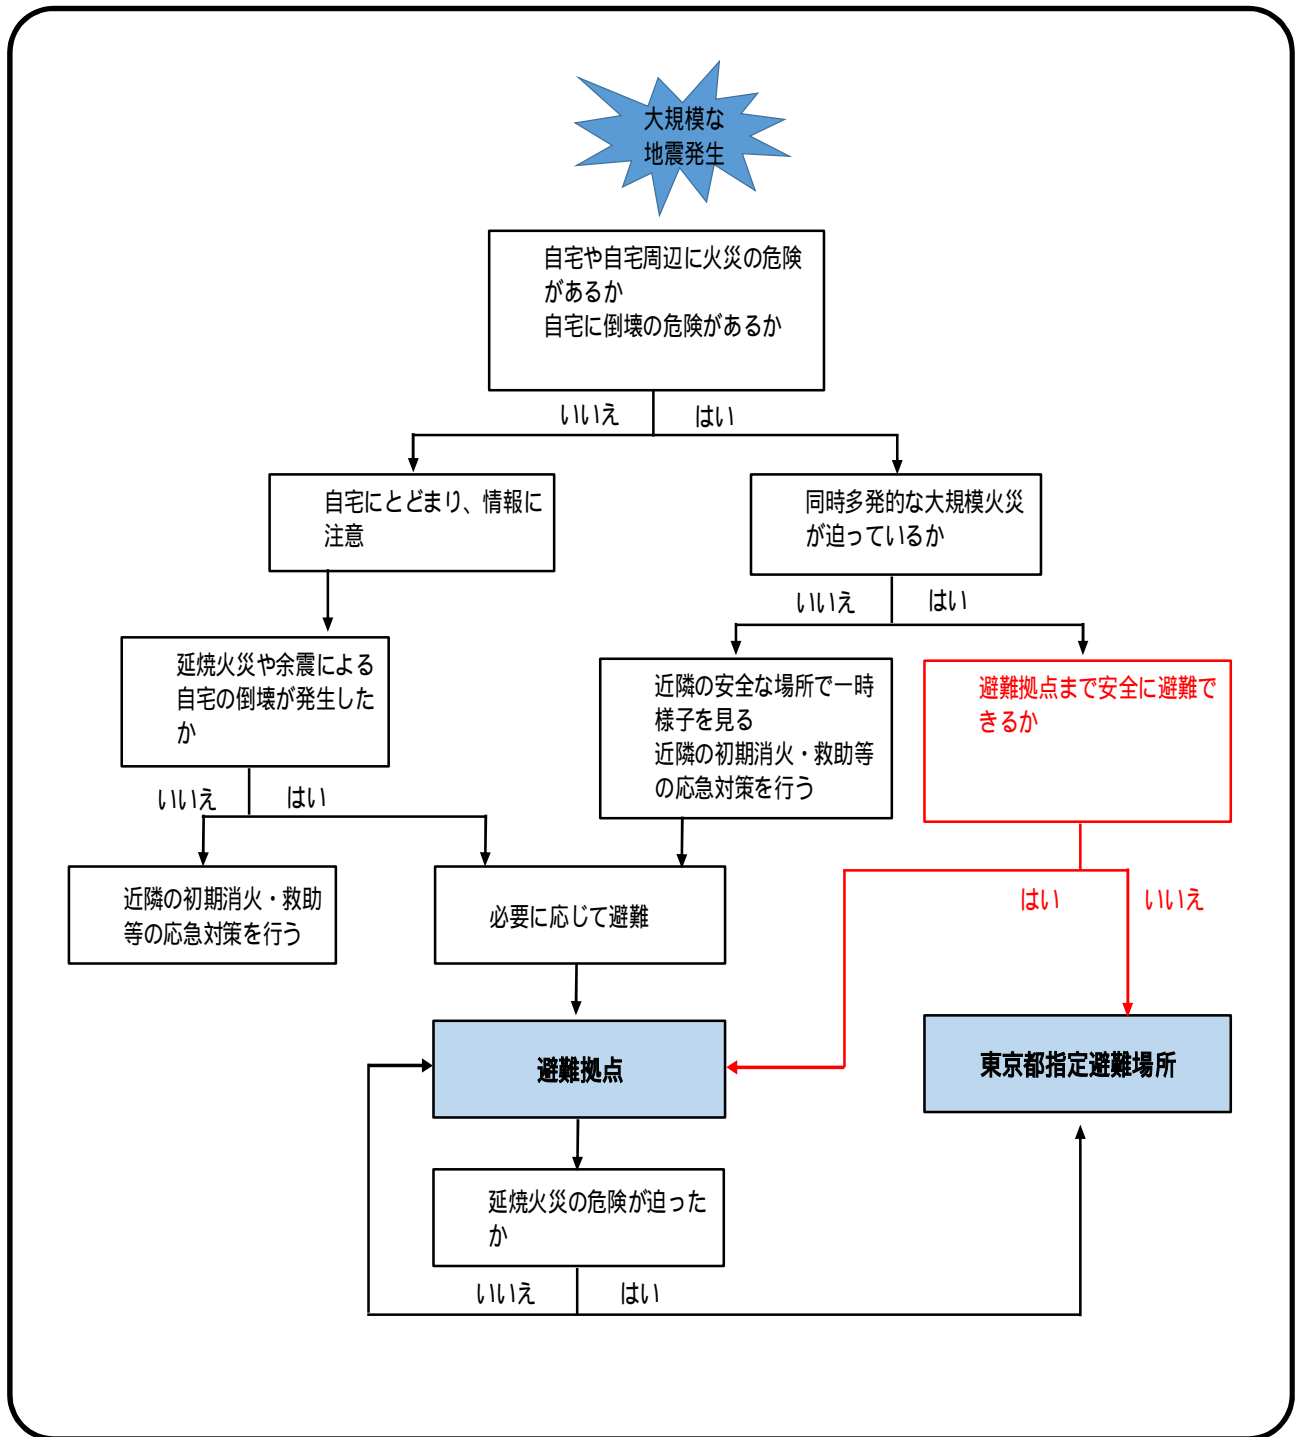 大規模な
地震発生
自宅や自宅周辺に火災の危険
があるか
自宅に倒壊の危険があるか
いいえ
はい
自宅にとどまり、情報に
注意
同時多発的な大規模火災
が迫っているか
いいえ
はい
延焼火災や余震による
自宅の倒壊が発生した
か
近隣の安全な場所で一時
様子を見る
近隣の初期消火・救助等
の応急対策を行う
避難拠点まで安全に避難で
きるか
いいえ
はい
近隣の初期消火・救助
等の応急対策を行う
必要に応じて避難
はい
いいえ
避難拠点
東京都指定避難場所
延焼火災の危険が迫った
か
いいえ
はい